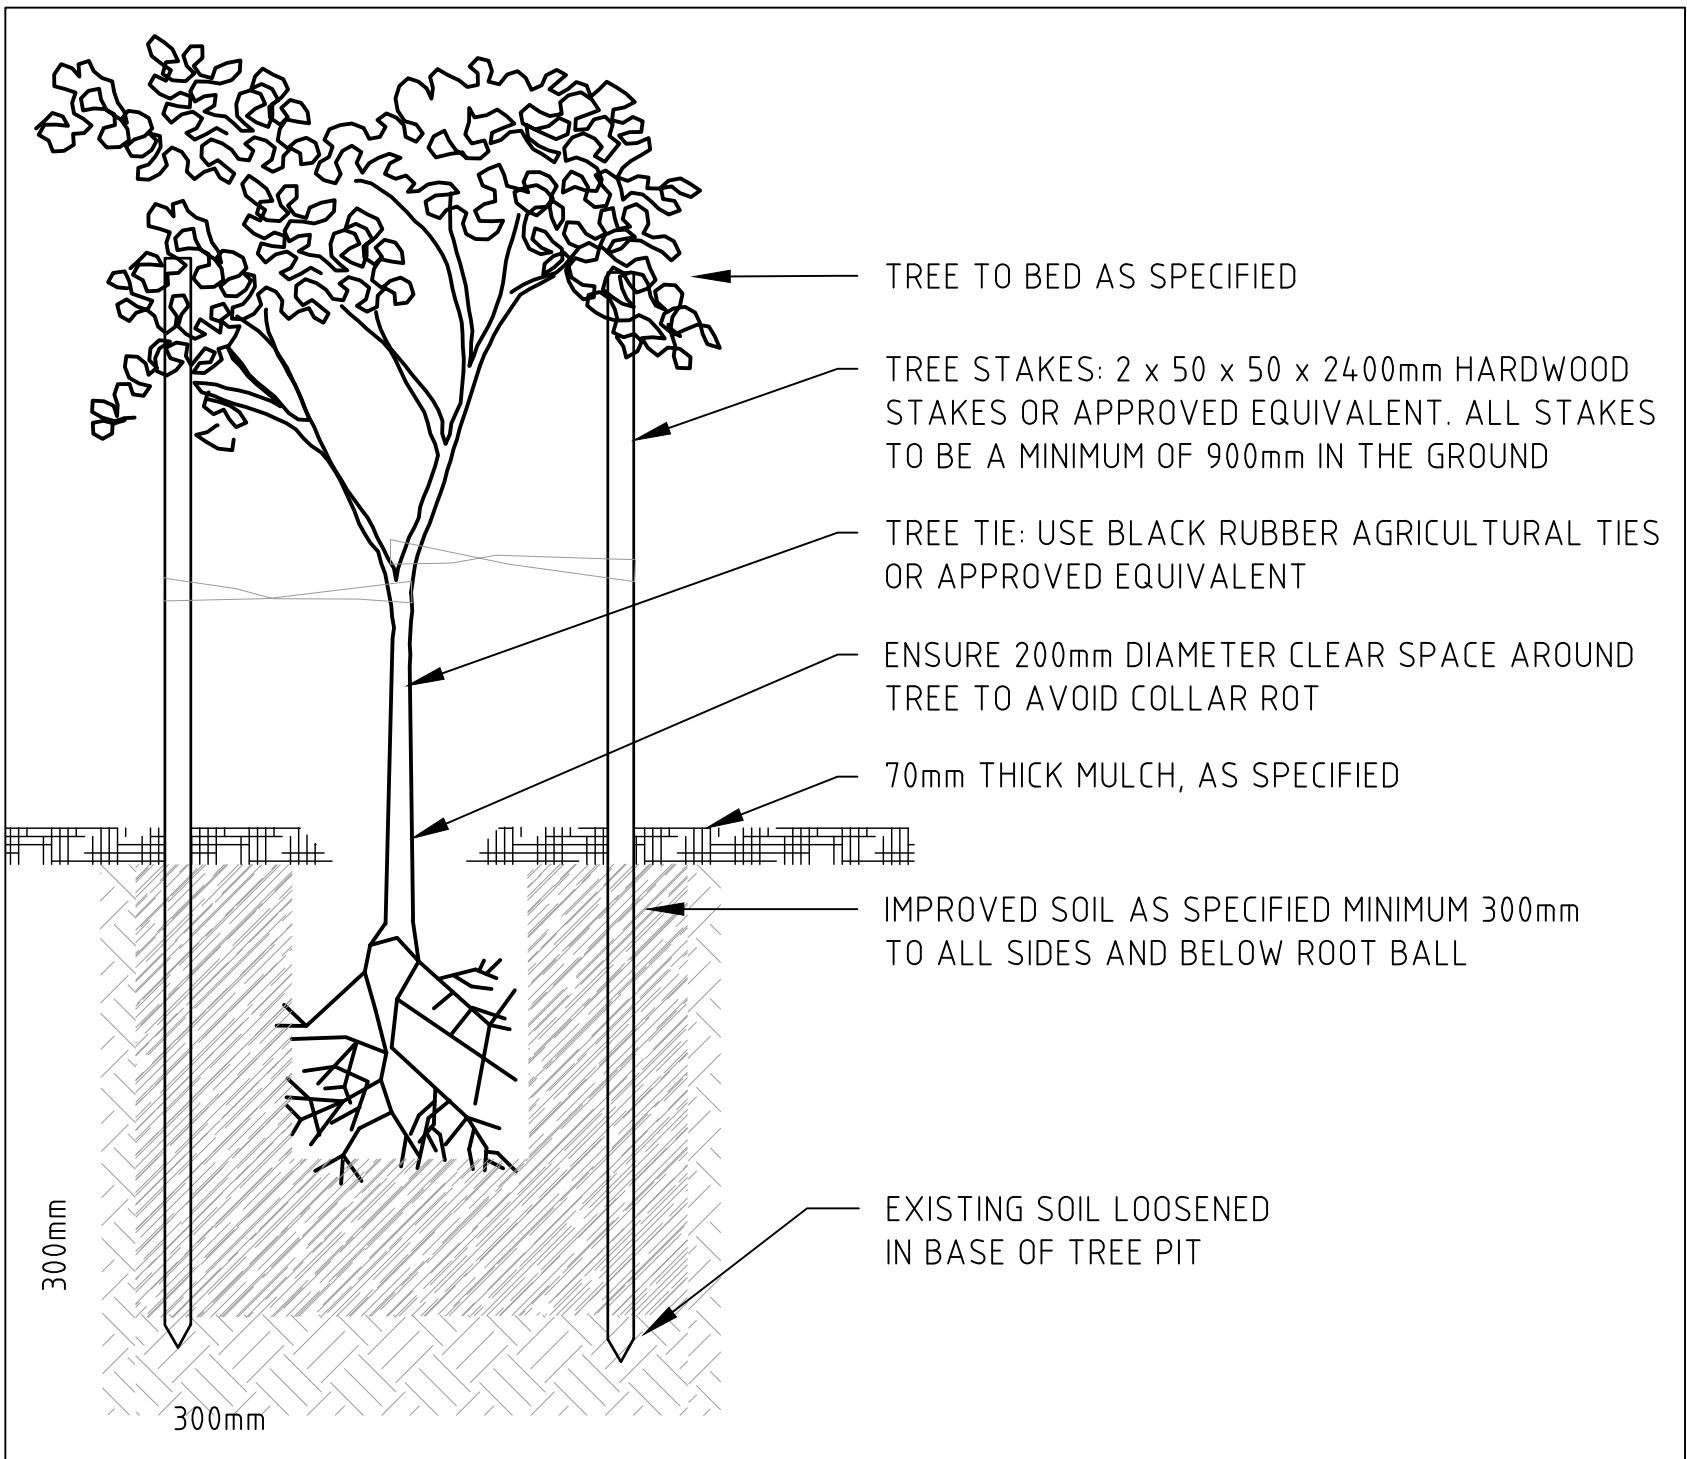 TREE TO BED AS SPECIFIED
TREE STAKES: 2 x 50 x 50 x 2400mm HARDWOOD
STAKES OR APPROVED EQUIVALENT. ALL STAKES
TO BE A MINIMUM OF 900mm IN THE GROUND
TREE TIE: USE BLACK RUBBER AGRICULTURAL TIES
OR APPROVED EQUIVALENT
ENSURE 200mm DIAMETER CLEAR SPACE AROUND
TREE TO AVOID COLLAR ROT
70mm THICK MULCH, AS SPECIFIED
IMPROVED SOIL AS SPECIFIED MINIMUM 300mm
TO ALL SIDES AND BELOW ROOT BALL
EXISTING SOIL LOOSENED
IN BASE OF TREE PIT
300mm
300mm